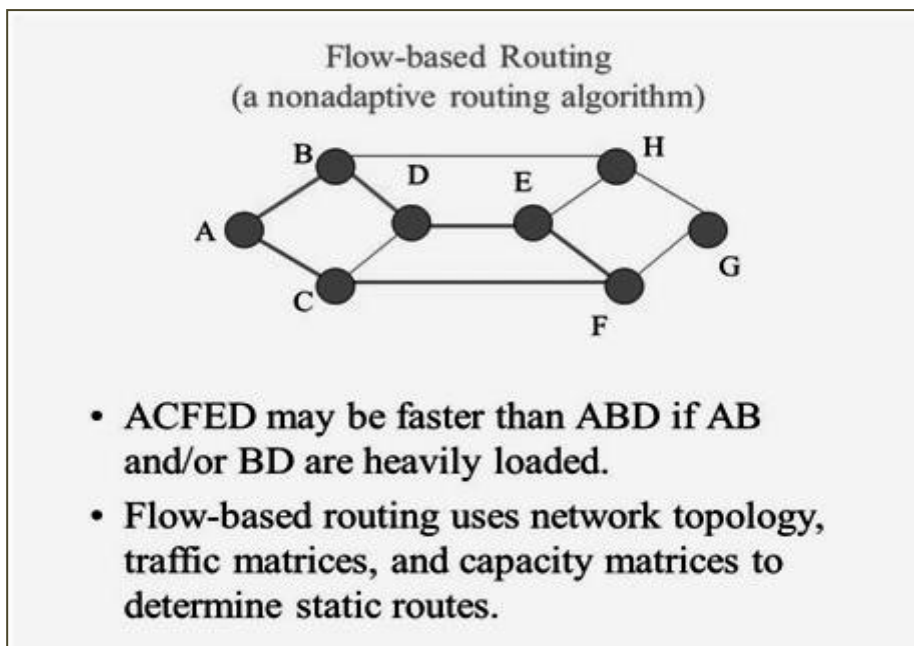 Flow-based Routing
(a nonadaptive routing algorithm)
B
H
D
E
A
G
C
F
• ACFED may be faster than ABD if AB
and/or BD are heavily loaded.
• Flow-based routing uses network topology,
traffic matrices, and capacity matrices to
determine static routes.